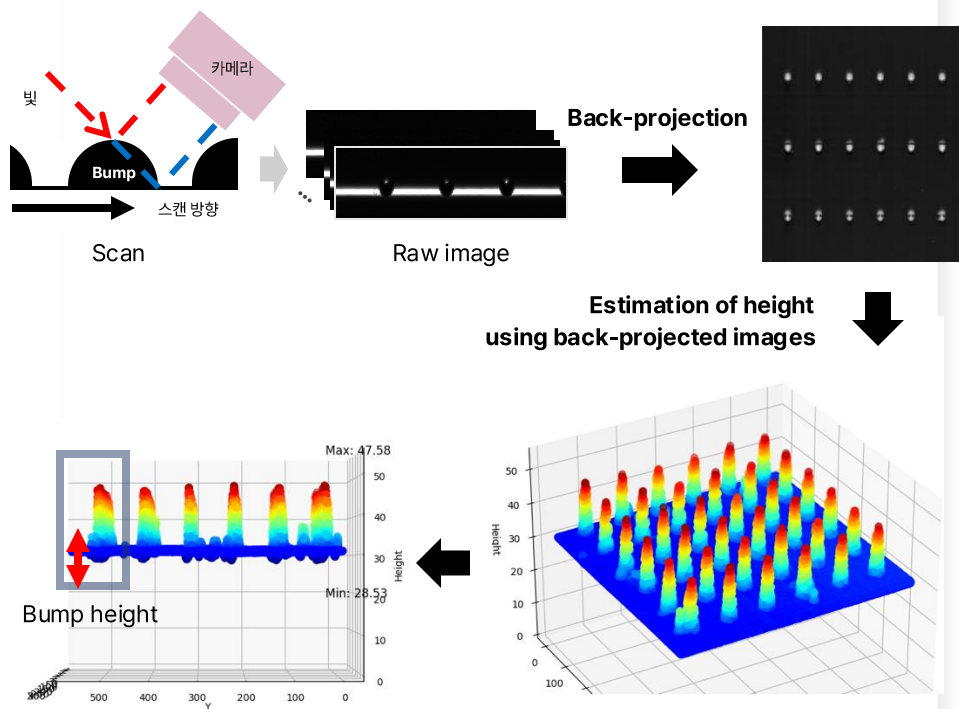 카메라
빛
Bump
스캔 방향
Scan
Raw image
Back-projection
Estimation of height
using back-projected images
Max: 47.58
50
40
30
20
10
0
Height
Min: 28.53
Bump height
500
400
300
200
100
0
Y
50
40
30
20
10
0
Height
0
100